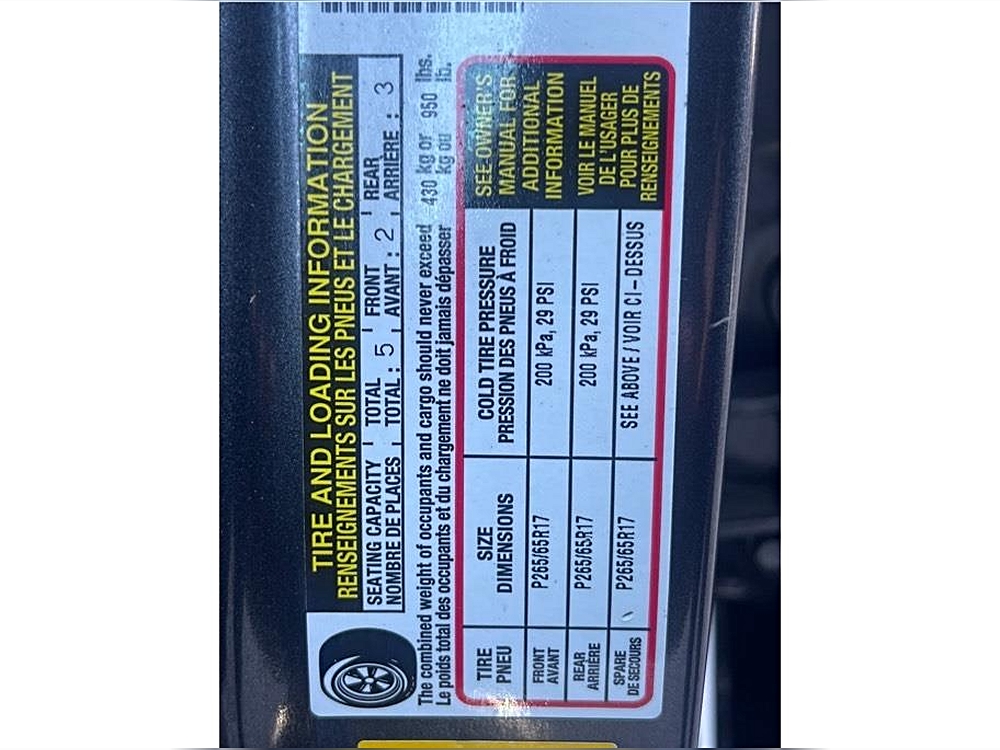 TIRE AND LOADING INFORMATION
RENSEIGNEMENTS SUR LES PNEUS ET LE CHARGEMENT
SEATING CAPACITY TOTAL FRONT REAR
NOMBRE DE PLACES TOTAL : 5 AVANT : 2 ARRIÈRE : 3
The combined weight of occupants and cargo should never exceed 430 kg or 950 lbs.
Le poids total des occupants et du chargement ne doit jamais dépasser kg ou lb.
TIRE SIZE COLD TIRE PRESSURE
PNEU DIMENSIONS PRESSION DES PNEUS À FROID
FRONT
AVANT P265/65R17 200 kPa, 29 PSI
REAR
ARRIÈRE P265/65R17 200 kPa, 29 PSI
SPARE
DE SECOURS P265/65R17 SEE ABOVE / VOIR CI-DESSUS
SEE OWNER'S
MANUAL FOR
ADDITIONAL
INFORMATION
VOIR LE MANUEL
DE L'USAGER
POUR PLUS DE
RENSEIGNEMENTS